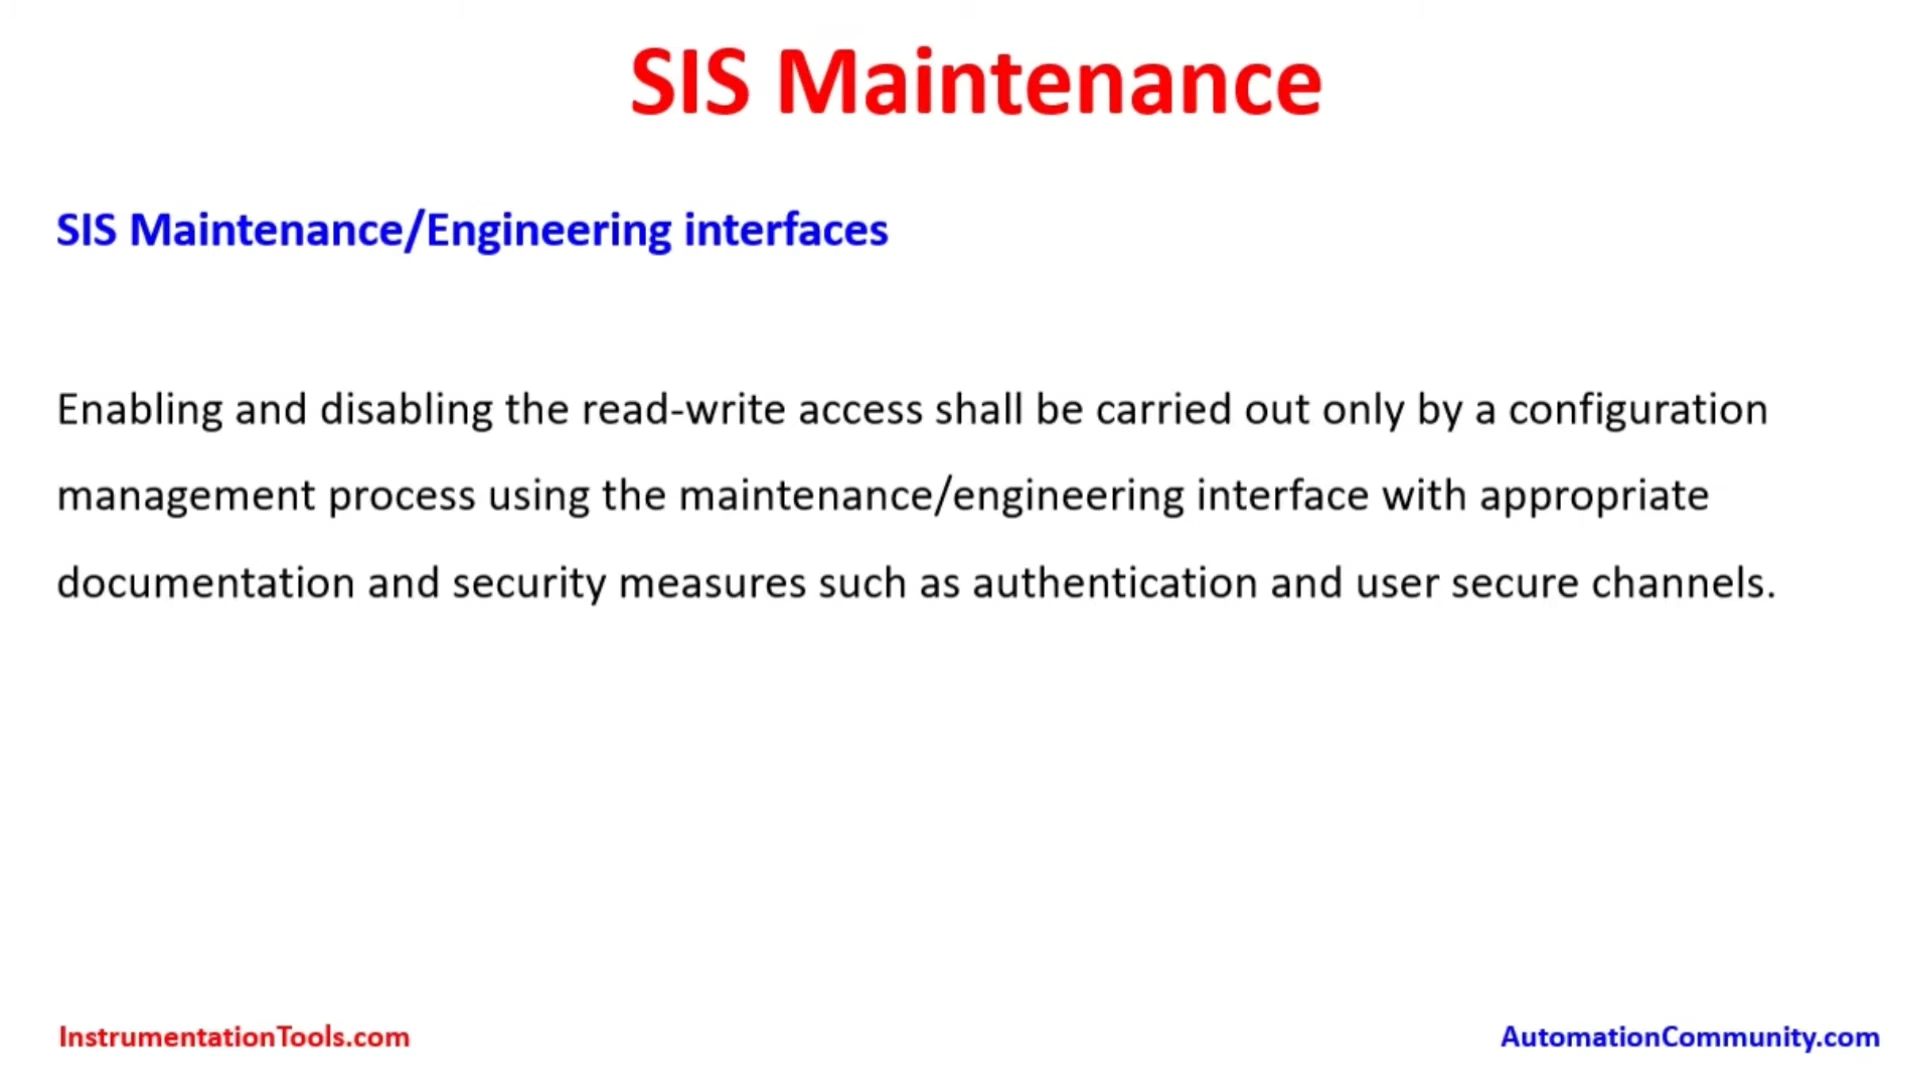 SIS Maintenance
SIS Maintenance/Engineering interfaces
Enabling and disabling the read-write access shall be carried out only by a configuration
management process using the maintenance/engineering interface with appropriate
documentation and security measures such as authentication and user secure channels.
InstrumentationTools.com
AutomationCommunity.com